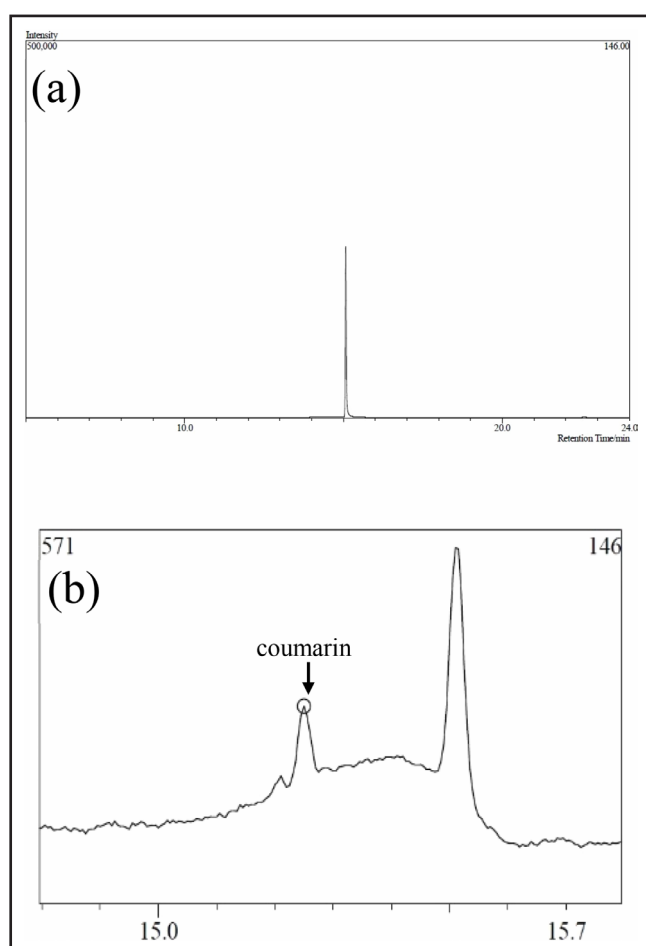 Intensity
500,000 146.00
(a)
10.0 20.0 24.0
Retention Time/min
571 146
(b)
coumarin
15.0 15.7